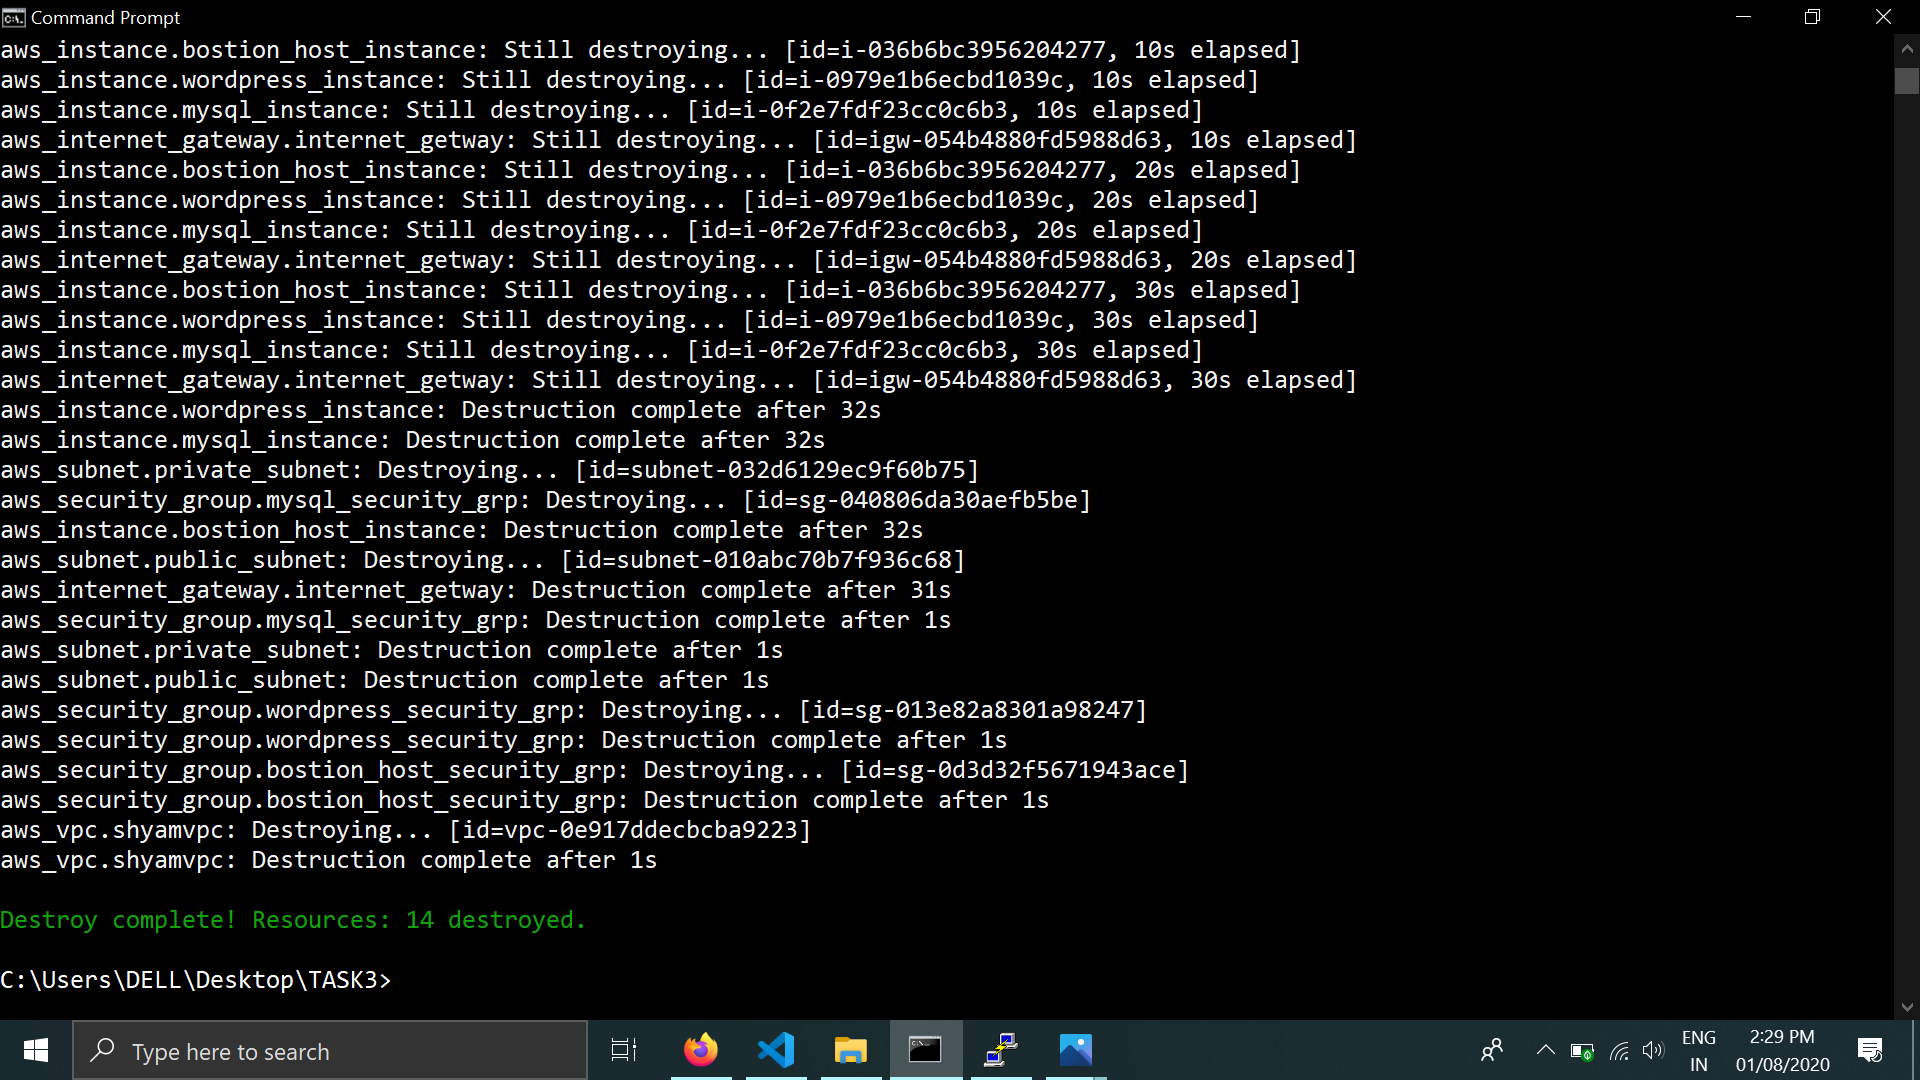 Command Prompt
aws_instance.bostion_host_instance: Still destroying... [id=i-036b6bc3956204277, 10s elapsed]
aws_instance.wordpress_instance: Still destroying... [id=i-0979e1b6ecbd1039c, 10s elapsed]
aws_instance.mysql_instance: Still destroying... [id=i-0f2e7fdf23cc0c6b3, 10s elapsed]
aws_internet_gateway.internet_getway: Still destroying... [id=igw-054b4880fd5988d63, 10s elapsed]
aws_instance.bostion_host_instance: Still destroying... [id=i-036b6bc3956204277, 20s elapsed]
aws_instance.wordpress_instance: Still destroying... [id=i-0979e1b6ecbd1039c, 20s elapsed]
aws_instance.mysql_instance: Still destroying... [id=i-0f2e7fdf23cc0c6b3, 20s elapsed]
aws_internet_gateway.internet_getway: Still destroying... [id=igw-054b4880fd5988d63, 20s elapsed]
aws_instance.bostion_host_instance: Still destroying... [id=i-036b6bc3956204277, 30s elapsed]
aws_instance.wordpress_instance: Still destroying... [id=i-0979e1b6ecbd1039c, 30s elapsed]
aws_instance.mysql_instance: Still destroying... [id=i-0f2e7fdf23cc0c6b3, 30s elapsed]
aws_internet_gateway.internet_getway: Still destroying... [id=igw-054b4880fd5988d63, 30s elapsed]
aws_instance.wordpress_instance: Destruction complete after 32s
aws_instance.mysql_instance: Destruction complete after 32s
aws_subnet.private_subnet: Destroying... [id=subnet-032d6129ec9f60b75]
aws_security_group.mysql_security_grp: Destroying... [id=sg-040806da30aefb5be]
aws_instance.bostion_host_instance: Destruction complete after 32s
aws_subnet.public_subnet: Destroying... [id=subnet-010abc70b7f936c68]
aws_internet_gateway.internet_getway: Destruction complete after 31s
aws_security_group.mysql_security_grp: Destruction complete after 1s
aws_subnet.private_subnet: Destruction complete after 1s
aws_subnet.public_subnet: Destruction complete after 1s
aws_security_group.wordpress_security_grp: Destroying... [id=sg-013e82a8301a98247]
aws_security_group.wordpress_security_grp: Destruction complete after 1s
aws_security_group.bostion_host_security_grp: Destroying... [id=sg-0d3d32f5671943ace]
aws_security_group.bostion_host_security_grp: Destruction complete after 1s
aws_vpc.shyamvpc: Destroying... [id=vpc-0e917ddecbcba9223]
aws_vpc.shyamvpc: Destruction complete after 1s
Destroy complete! Resources: 14 destroyed.
C:\Users\DELL\Desktop\TASK3>
Type here to search
ENG
IN
2:29 PM
01/08/2020